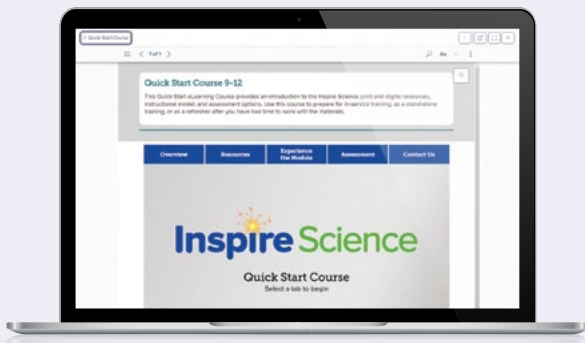 Quick Start Course
1 of 1
Aa
Quick Start Course 9-12
This Quick Start eLearning Course provides an introduction to the Inspire Science print and digital resources,
instructional model, and assessment options. Use this course to prepare for in-service training, as a stand-alone
training, or as a refresher after you have had time to work with the materials.
Overview
Resources
Experience
the Module
Assessment
Contact Us
Inspire Science
Quick Start Course
Select a tab to begin